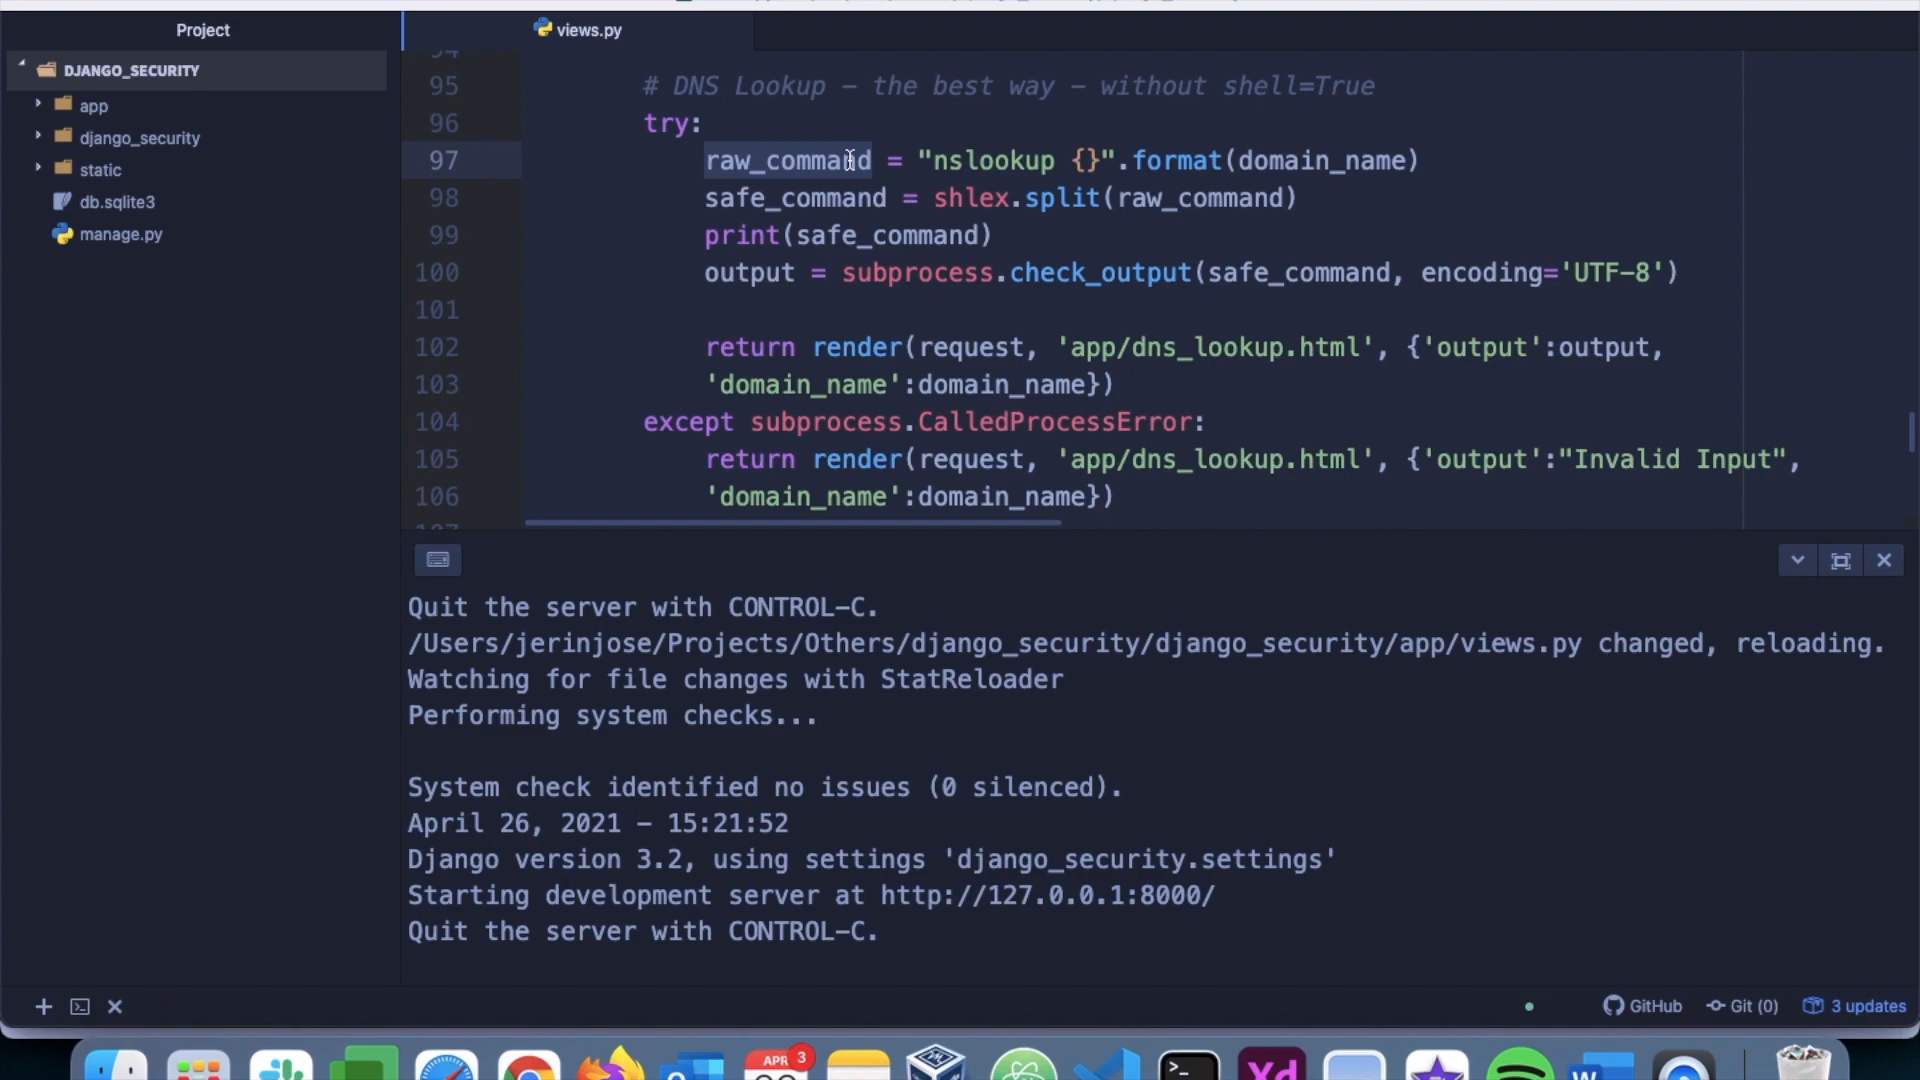 Project
views.py
DJANGO_SECURITY
app
django_security
static
db.sqlite3
manage.py
94
95 # DNS Lookup – the best way – without shell=True
96 try:
97 raw_command = "nslookup {}".format(domain_name)
98 safe_command = shlex.split(raw_command)
99 print(safe_command)
100 output = subprocess.check_output(safe_command, encoding='UTF-8')
101
102 return render(request, 'app/dns_lookup.html', {'output':output,
103 'domain_name':domain_name})
104 except subprocess.CalledProcessError:
105 return render(request, 'app/dns_lookup.html', {'output':"Invalid Input",
106 'domain_name':domain_name})
107
Quit the server with CONTROL-C.
/Users/jerinjose/Projects/Others/django_security/django_security/app/views.py changed, reloading.
Watching for file changes with StatReloader
Performing system checks...
System check identified no issues (0 silenced).
April 26, 2021 – 15:21:52
Django version 3.2, using settings 'django_security.settings'
Starting development server at http://127.0.0.1:8000/
Quit the server with CONTROL-C.
GitHub
Git (0)
3 updates
APR
3
Xd
W